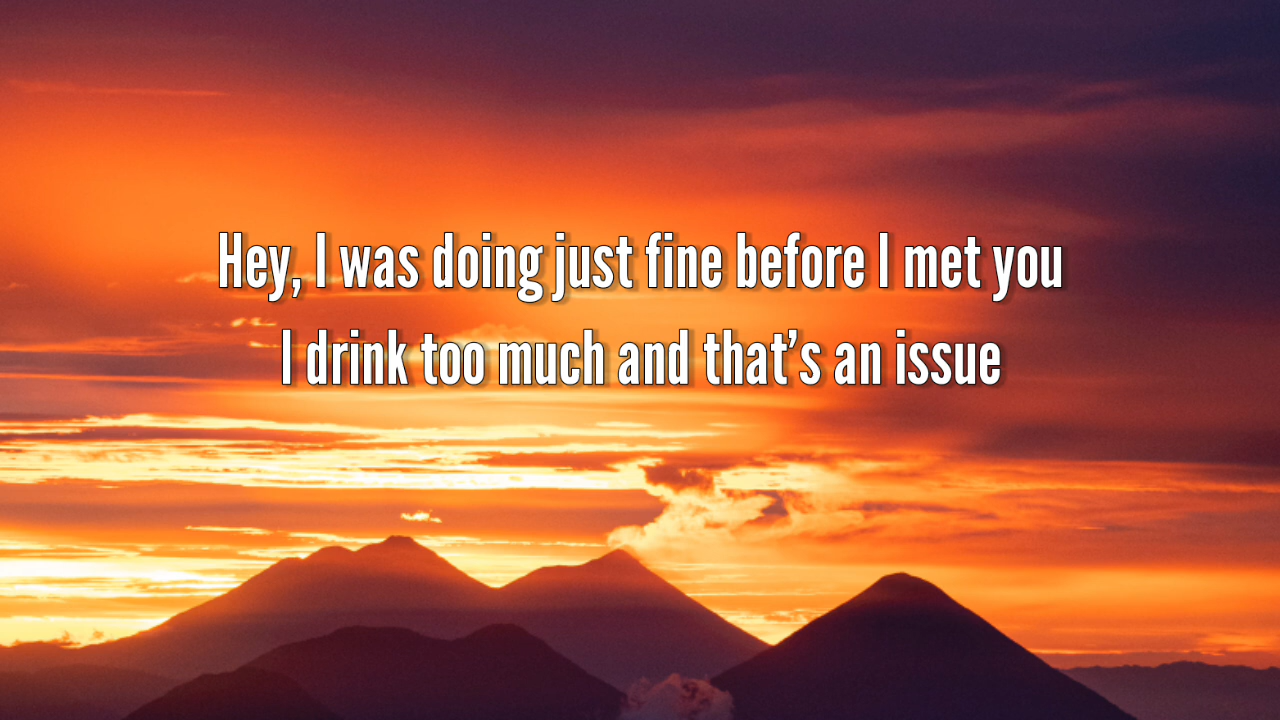 Hey, I was doing just fine before I met you
I drink too much and that’s an issue